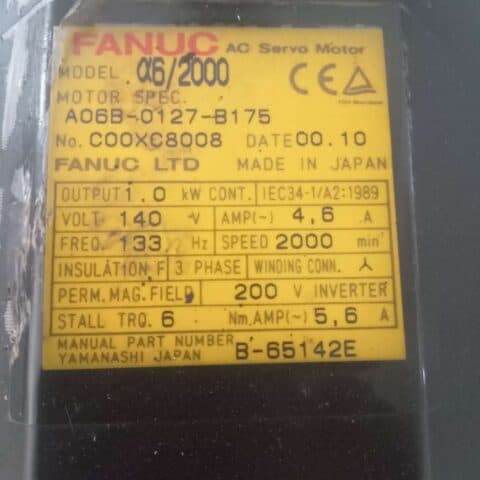 FANUC AC Servo Motor
MODEL α6/2000
MOTOR SPEC.
A06B-0127-B175
No. C00XC8008 DATE 00.10
FANUC LTD MADE IN JAPAN
OUTPUT 1.0 kW CONT. IEC34-1/A2:1989
VOLT 140 V AMP(~) 4,6 A
FREQ. 133 Hz SPEED 2000 min⁻¹
INSULATION F 3 PHASE WINDING CONN. 人
PERM. MAG. FIELD 200 V INVERTER
STALL TRQ. 6 Nm, AMP(~) 5,6 A
MANUAL PART NUMBER B-65142E
YAMANASHI JAPAN
CE